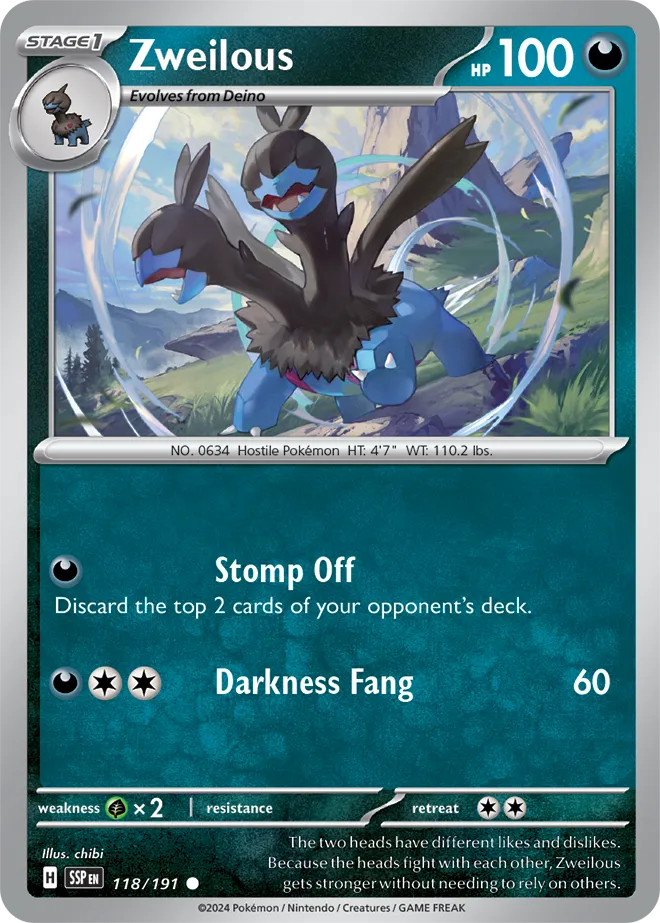 STAGE1
Zweilous
HP 100
Evolves from Deino
NO. 0634 Hostile Pokémon HT: 4'7" WT: 110.2 lbs.
Stomp Off
Discard the top 2 cards of your opponent's deck.
Darkness Fang 60
weakness ×2 resistance retreat
Illus. chibi
The two heads have different likes and dislikes.
Because the heads fight with each other, Zweilous
gets stronger without needing to rely on others.
H SSP EN 118/191
©2024 Pokémon / Nintendo / Creatures / GAME FREAK